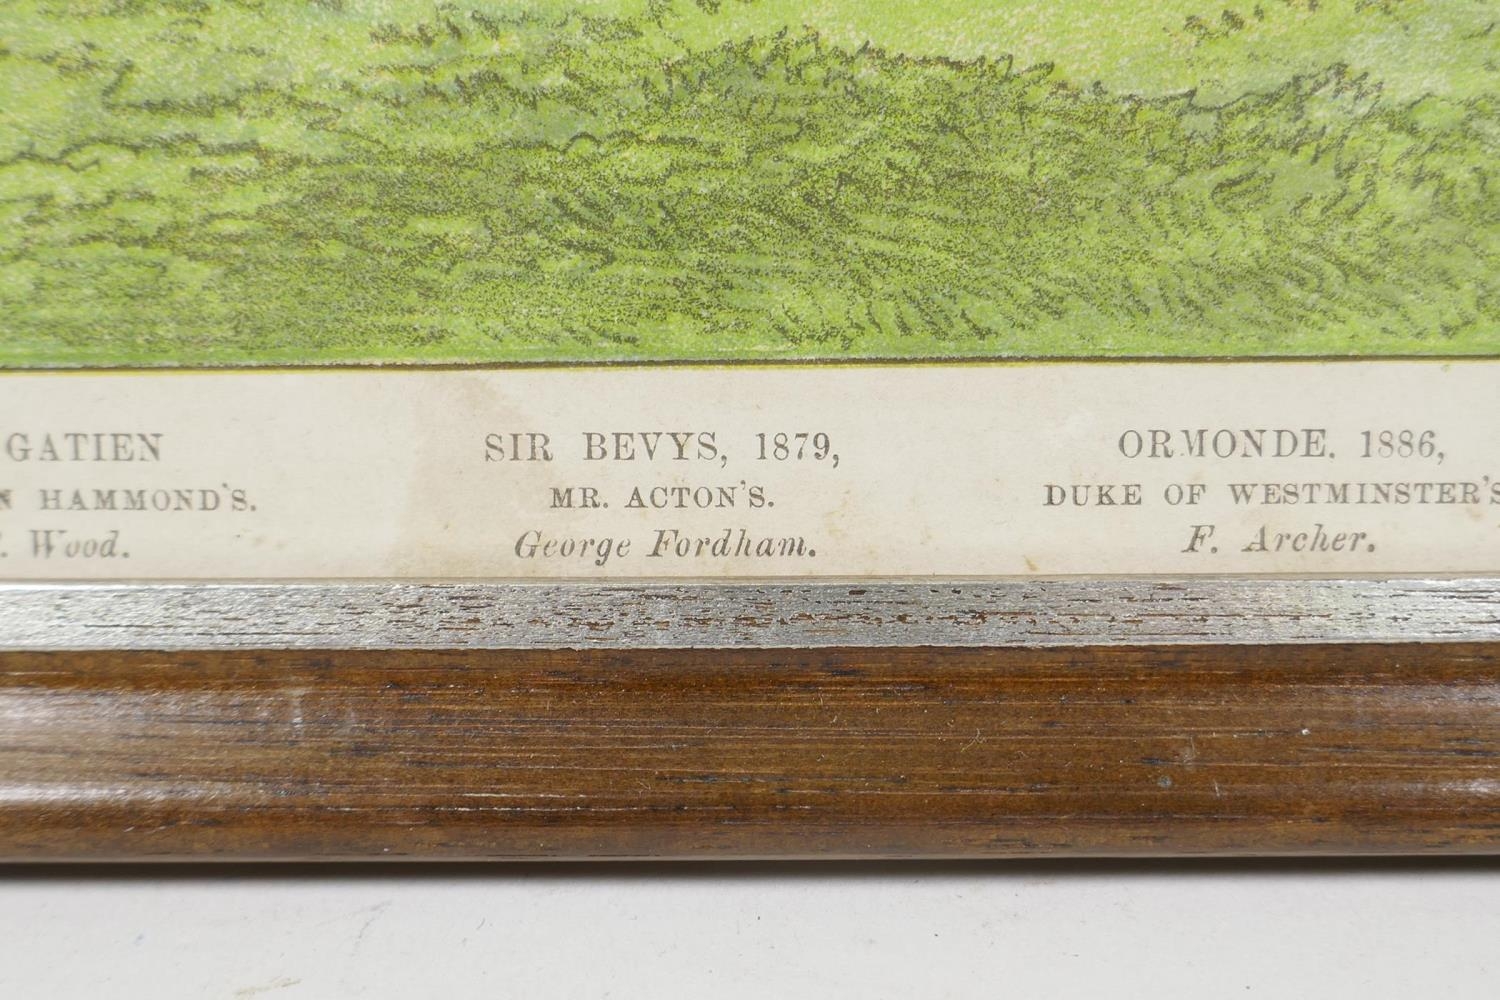 GATIEN
HAMMOND'S.
Wood.
SIR BEVYS, 1879,
MR. ACTON'S.
George Fordham.
ORMONDE. 1886,
DUKE OF WESTMINSTER'S
F. Archer.